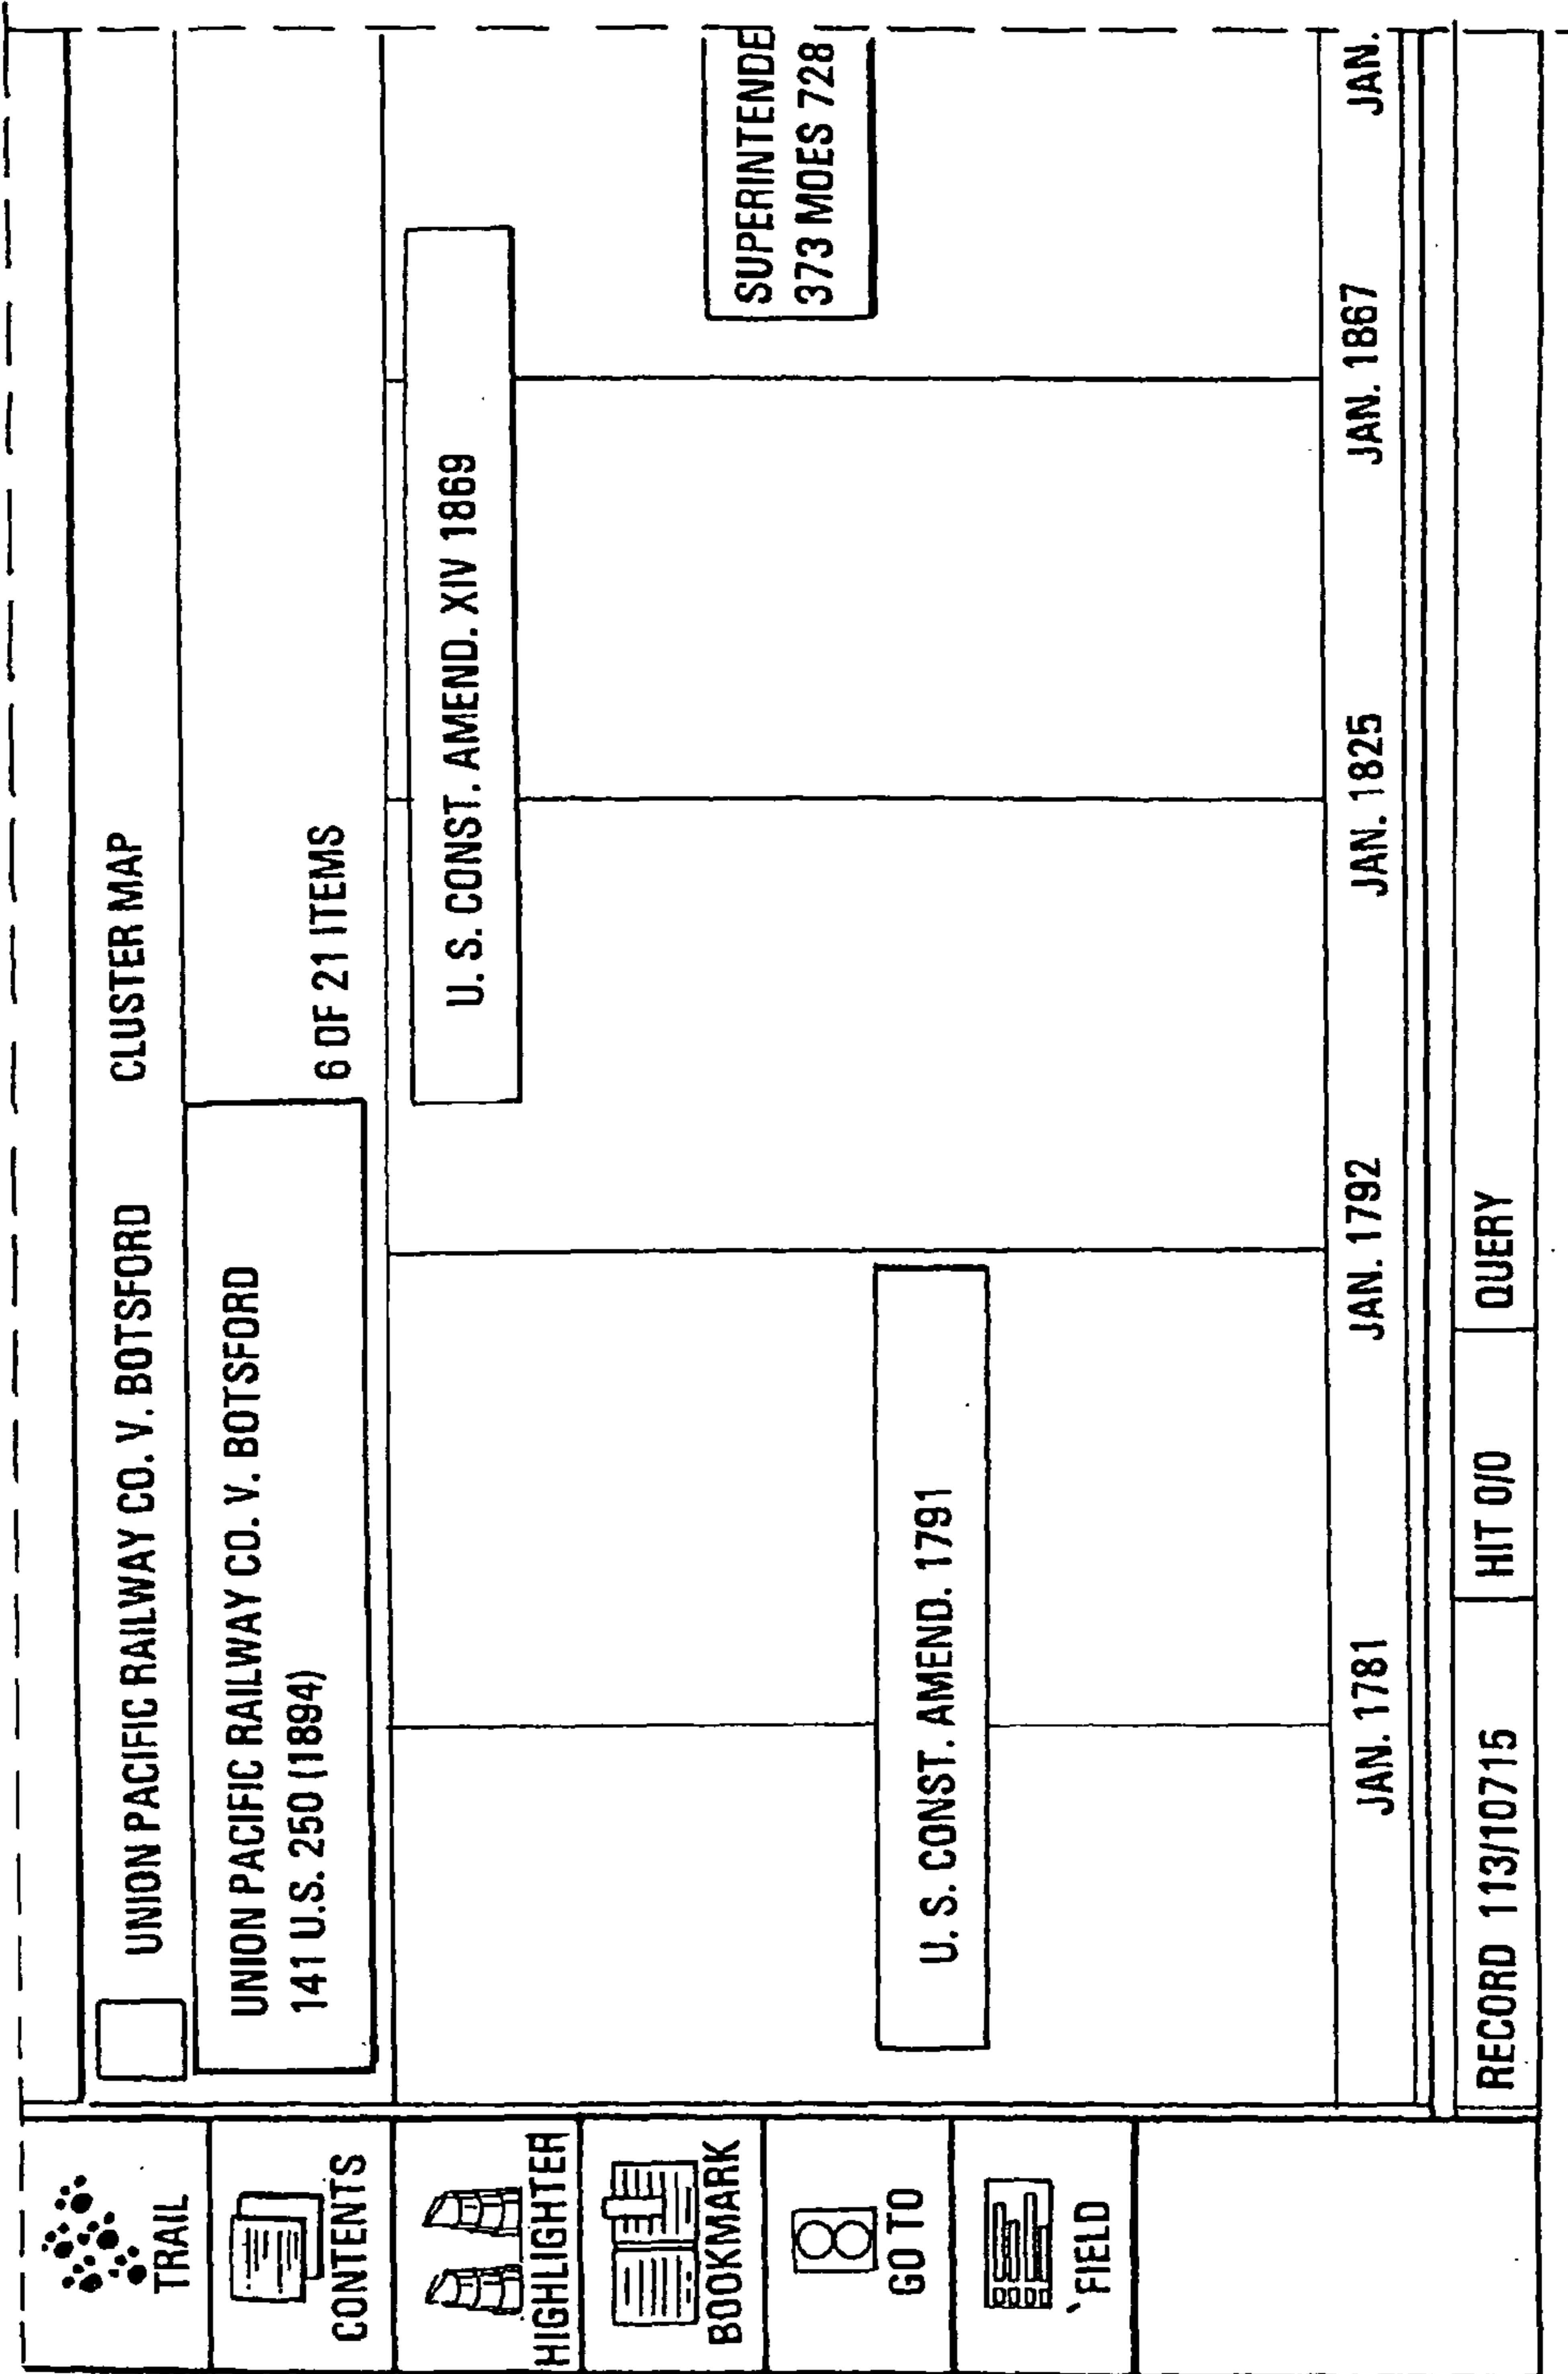 TRAIL
CONTENTS
HIGHLIGHTER
BOOKMARK
GO TO
`FIELD
UNION PACIFIC RAILWAY CO. V. BOTSFORD CLUSTER MAP
UNION PACIFIC RAILWAY CO. V. BOTSFORD
141 U.S. 250 (1894)
6 OF 21 ITEMS
U. S. CONST. AMEND. XIV 1869
SUPERINTENDE
373 MOES 728
U. S. CONST. AMEND. 1791
JAN. 1781 JAN. 1792 JAN. 1825 JAN. 1867 JAN.
RECORD 113/10715 HIT 0/0 QUERY